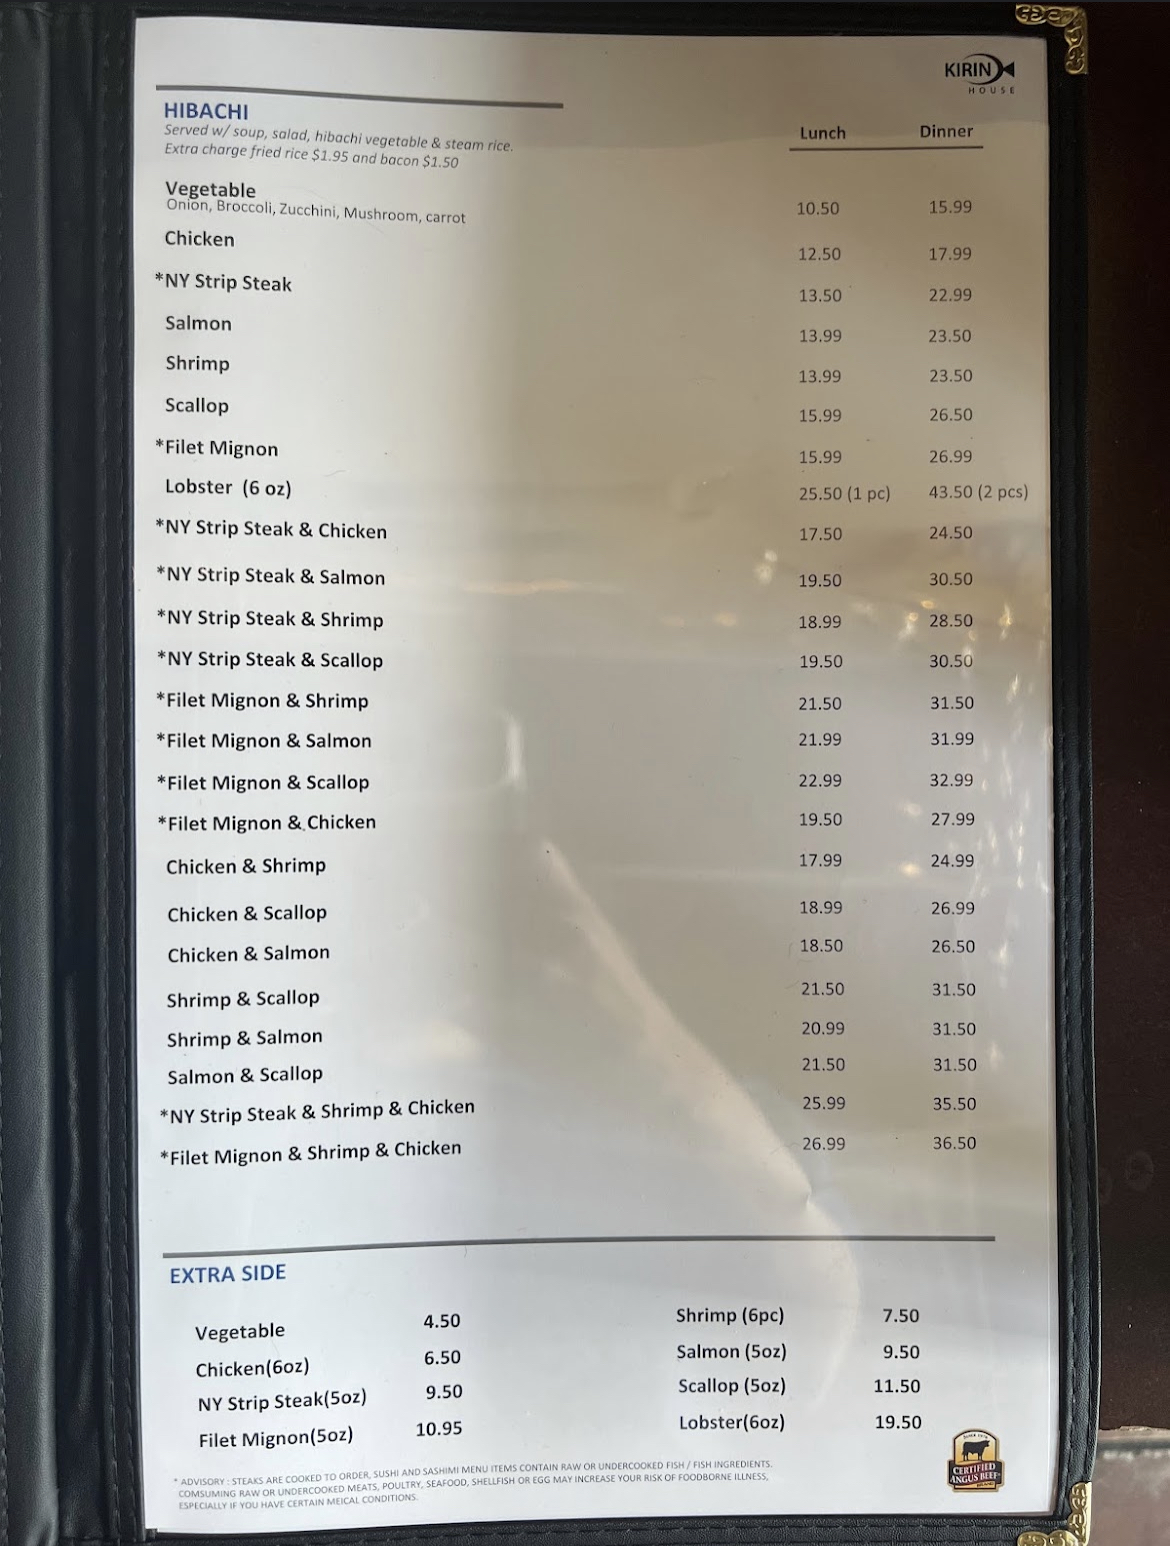 KIRIN
HOUSE
HIBACHI
Served w/ soup, salad, hibachi vegetable & steam rice.
Extra charge fried rice $1.95 and bacon $1.50
Lunch Dinner
Vegetable 10.50 15.99
Onion, Broccoli, Zucchini, Mushroom, carrot
Chicken 12.50 17.99
*NY Strip Steak 13.50 22.99
Salmon 13.99 23.50
Shrimp 13.99 23.50
Scallop 15.99 26.50
*Filet Mignon 15.99 26.99
Lobster (6 oz) 25.50 (1 pc) 43.50 (2 pcs)
*NY Strip Steak & Chicken 17.50 24.50
*NY Strip Steak & Salmon 19.50 30.50
*NY Strip Steak & Shrimp 18.99 28.50
*NY Strip Steak & Scallop 19.50 30.50
*Filet Mignon & Shrimp 21.50 31.50
*Filet Mignon & Salmon 21.99 31.99
*Filet Mignon & Scallop 22.99 32.99
*Filet Mignon & Chicken 19.50 27.99
Chicken & Shrimp 17.99 24.99
Chicken & Scallop 18.99 26.99
Chicken & Salmon 18.50 26.50
Shrimp & Scallop 21.50 31.50
Shrimp & Salmon 20.99 31.50
Salmon & Scallop 21.50 31.50
*NY Strip Steak & Shrimp & Chicken 25.99 35.50
*Filet Mignon & Shrimp & Chicken 26.99 36.50
EXTRA SIDE
Vegetable 4.50 Shrimp (6pc) 7.50
Chicken(6oz) 6.50 Salmon (5oz) 9.50
NY Strip Steak(5oz) 9.50 Scallop (5oz) 11.50
Filet Mignon(5oz) 10.95 Lobster(6oz) 19.50
* ADVISORY : STEAKS ARE COOKED TO ORDER, SUSHI AND SASHIMI MENU ITEMS CONTAIN RAW OR UNDERCOOKED FISH / FISH INGREDIENTS.
COMSUMING RAW OR UNDERCOOKED MEATS, POULTRY, SEAFOOD, SHELLFISH OR EGG MAY INCREASE YOUR RISK OF FOODBORNE ILLNESS,
ESPECIALLY IF YOU HAVE CERTAIN MEICAL CONDITIONS.
CERTIFIED
ANGUS BEEF